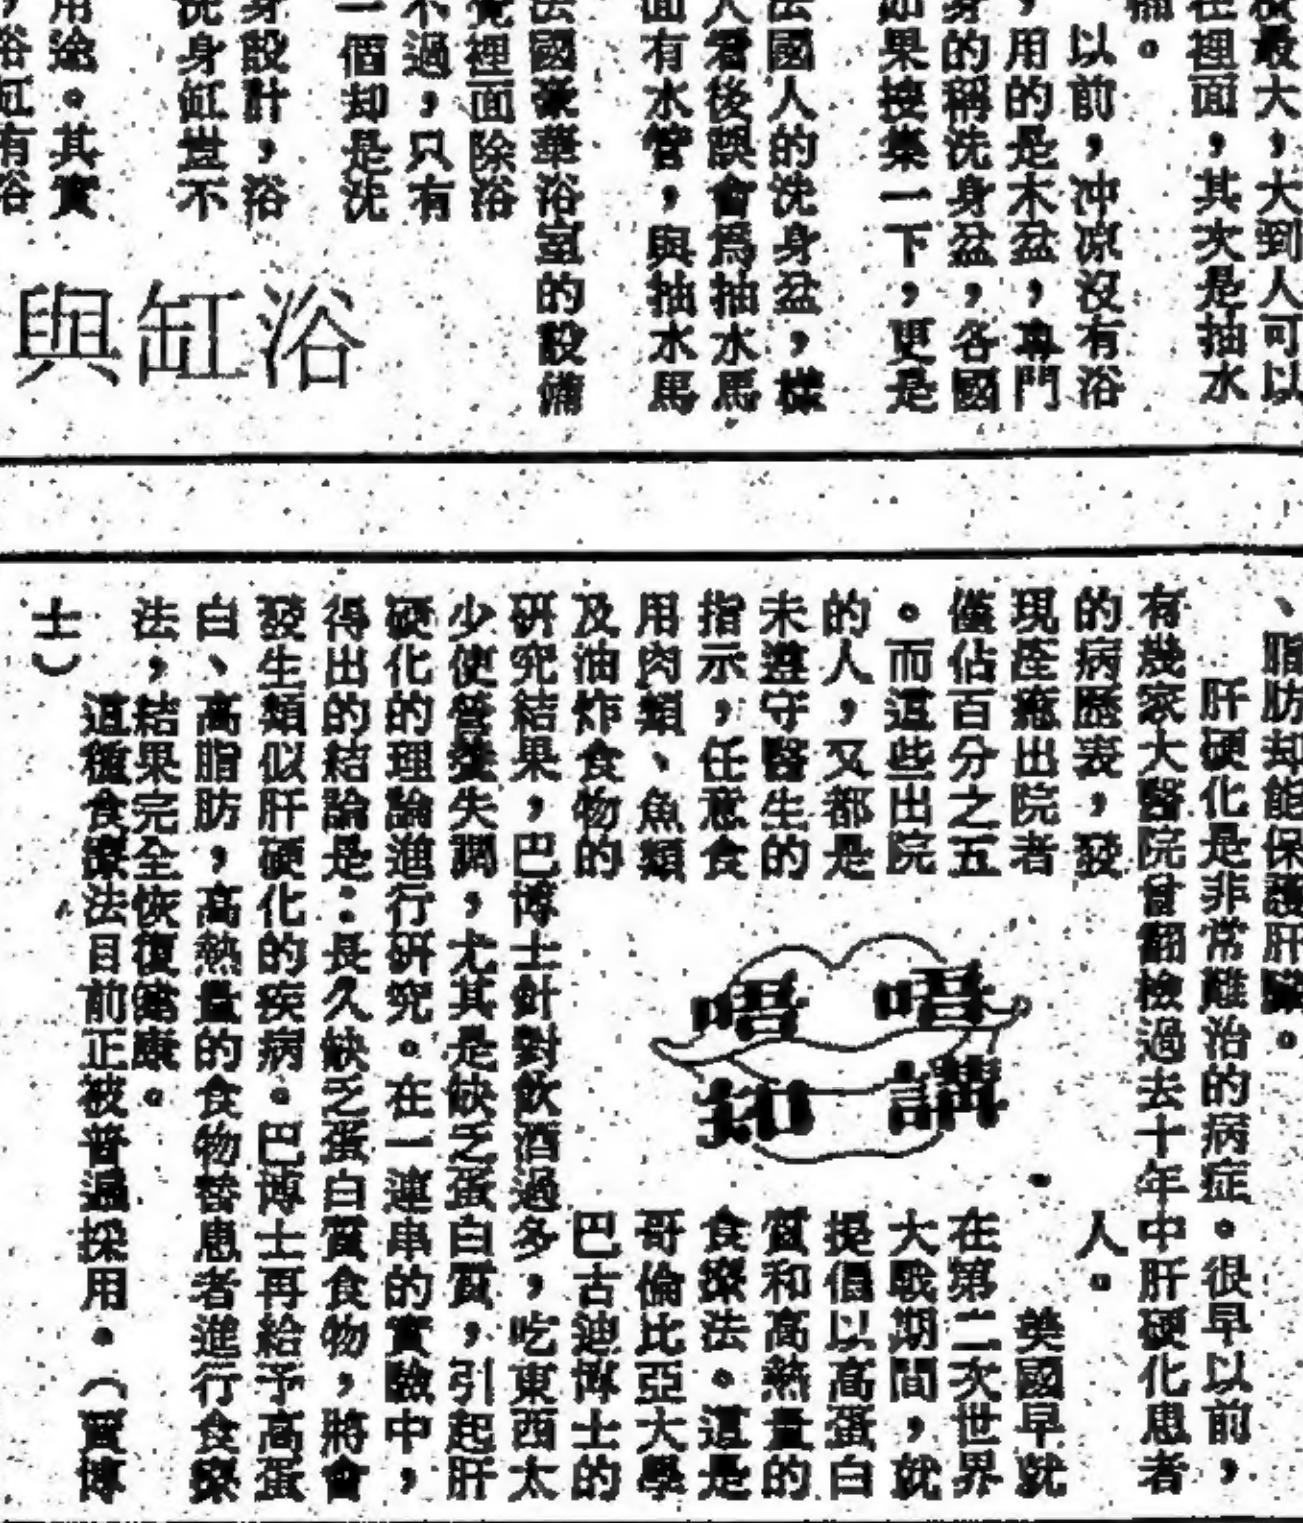 最大，大到人可以
在裡面，其次是抽水
桶。
以前，冲凉沒有浴
，用的是木盆，專門
身的稱洗身盆，各國
如果搜集一下，更是
法國人的洗身盆，樣
人看後誤會爲抽水馬
面有水管，與抽水馬
法國豪華浴室的設備
覺裡面除浴
不過，只有
一個却是洗
身設計，浴
洗身缸豈不
用途。其實
，浴缸有浴
浴缸與
、脂肪却能保護肝臟。
肝硬化是非常難治的病症。很早以前，
有幾家大醫院曾翻檢過去十年中肝硬化患者
的病歷表，發
現痊癒出院者
僅佔百分之五
。而這些出院
的人，又都是
未遵守醫生的
指示，任意食
用肉類、魚類
及油炸食物的
人。
唔講
唔知
美國早就
在第二次世界
大戰期間，就
提倡以高蛋白
質和高熱量的
食療法。這是
哥倫比亞大學
巴古迪博士的
研究結果，巴博士針對飲酒過多，吃東西太
少使營養失調，尤其是缺乏蛋白質，引起肝
硬化的理論進行研究。在一連串的實驗中，
得出的結論是：長久缺乏蛋白質食物，將會
發生類似肝硬化的疾病。巴博士再給予高蛋
白、高脂肪，高熱量的食物替患者進行食療
法，結果完全恢復健康。
這種食療法目前正被普遍採用。（賈博
士）